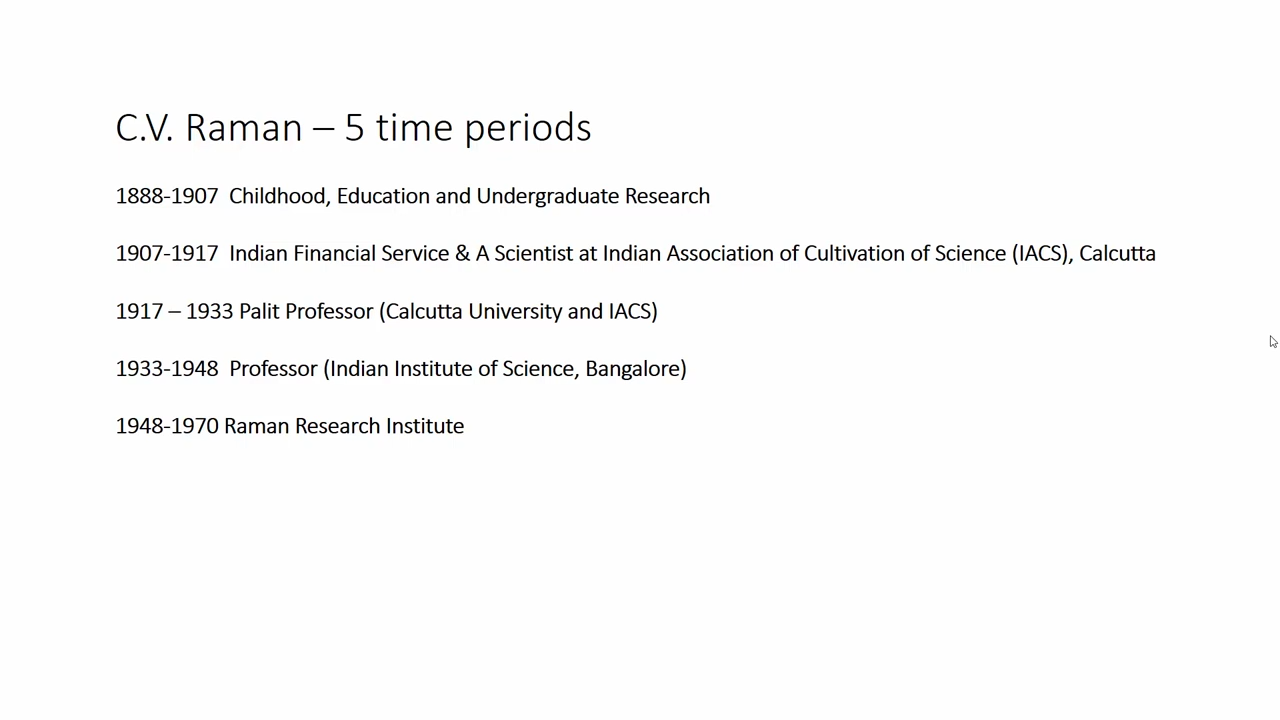 C.V. Raman – 5 time periods
1888-1907 Childhood, Education and Undergraduate Research
1907-1917 Indian Financial Service & A Scientist at Indian Association of Cultivation of Science (IACS), Calcutta
1917 – 1933 Palit Professor (Calcutta University and IACS)
1933-1948 Professor (Indian Institute of Science, Bangalore)
1948-1970 Raman Research Institute